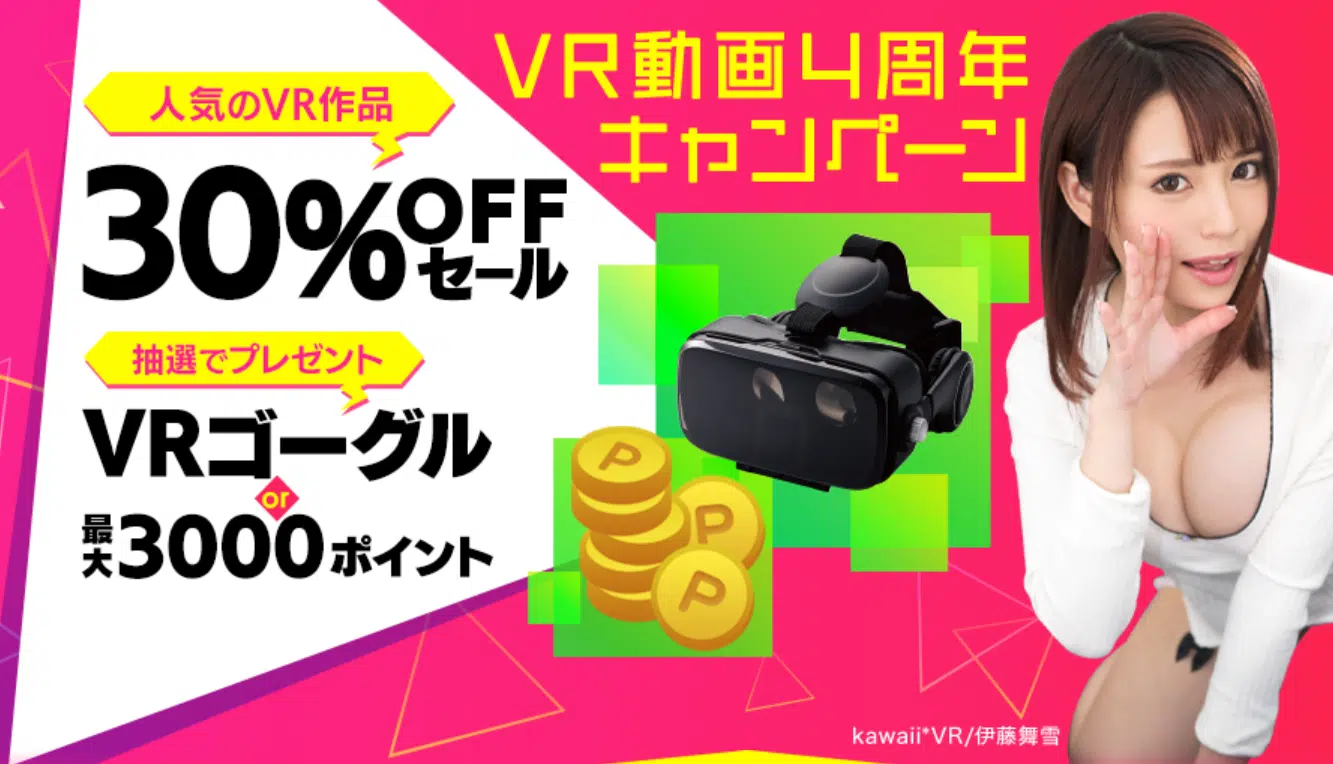 VR動画4周年
キャンペーン
人気のVR作品
30%OFF
セール
抽選でプレゼント
VRゴーグル
or
最大3000ポイント
P
P
P
kawaii*VR/伊藤舞雪